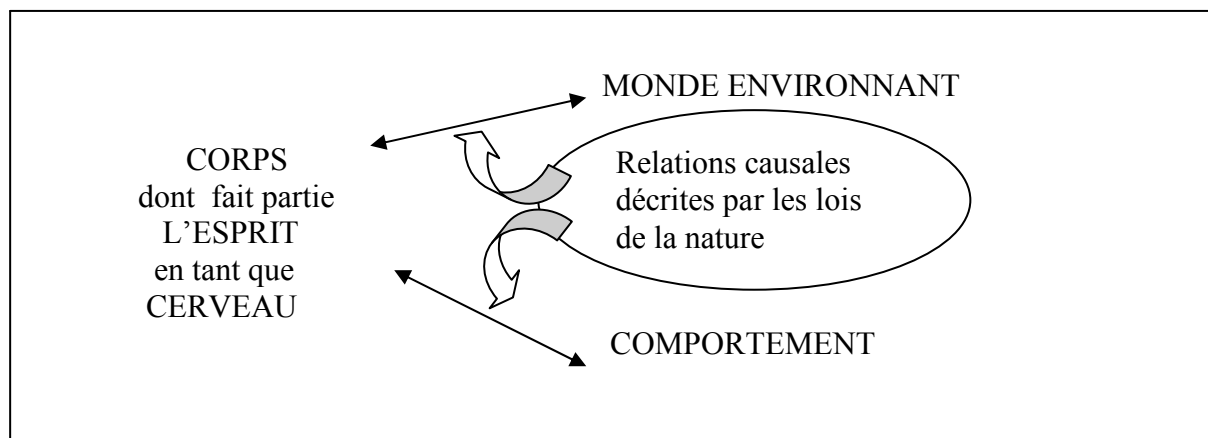 MONDE ENVIRONNANT
CORPS
dont fait partie
L'ESPRIT
en tant que
CERVEAU
Relations causales
décrites par les lois
de la nature
COMPORTEMENT